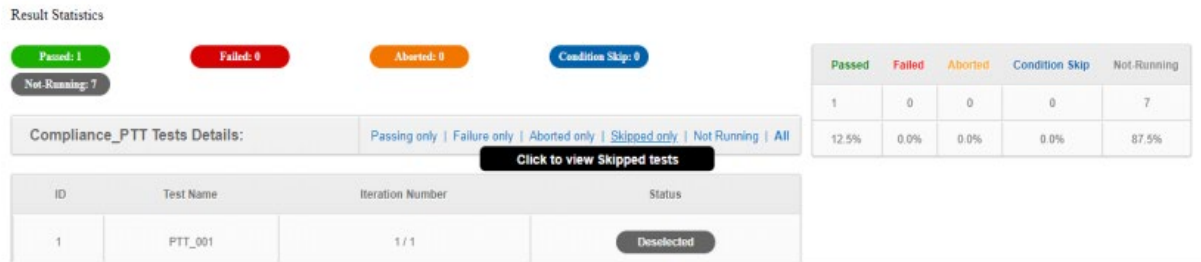 Result Statistics
Passed: 1 Failed: 0 Aborted: 0 Condition Skip: 0
Not-Running: 7
Passed Failed Aborted Condition Skip Not-Running
1 0 0 0 7
12.5% 0.0% 0.0% 0.0% 87.5%
Compliance_PTT Tests Details: Passing only | Failure only | Aborted only | Skipped only | Not Running | All
Click to view Skipped tests
ID Test Name Iteration Number Status
1 PTT_001 1 / 1 Deselected